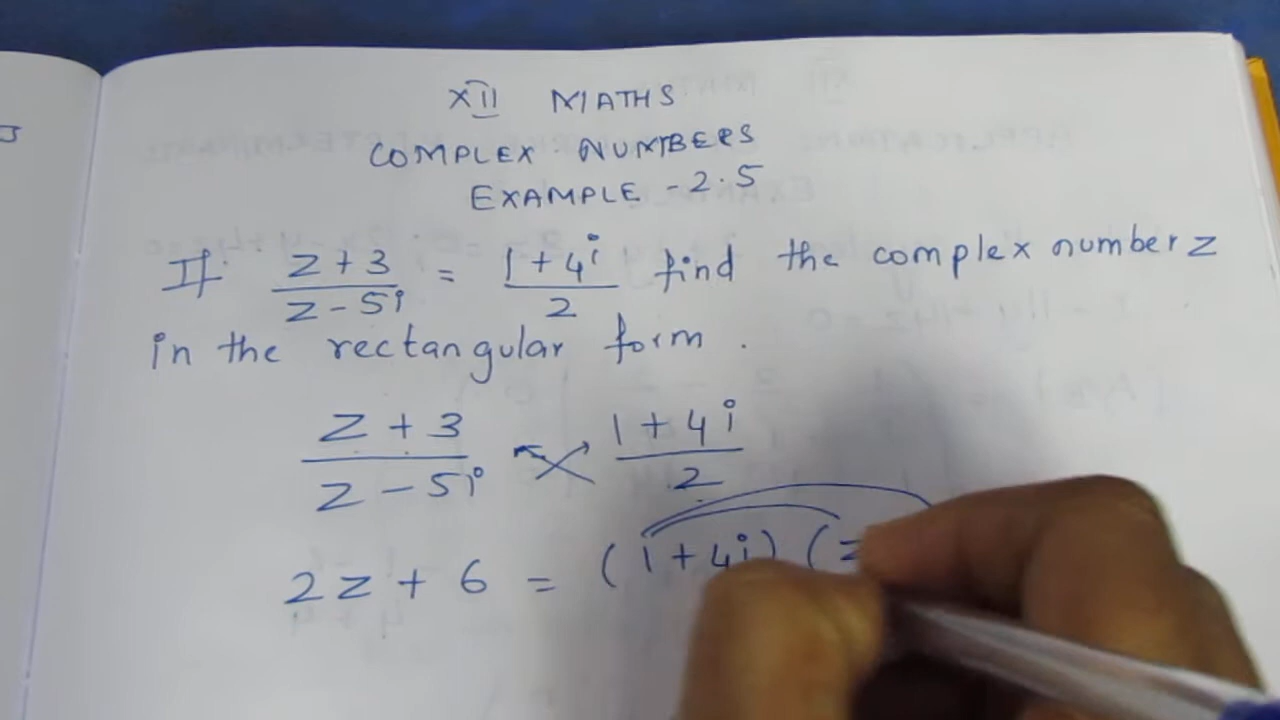 XII MATHS
COMPLEX NUMBERS
EXAMPLE - 2.5
If z + 3 / z - 5i = 1 + 4i / 2 find the complex number z
in the rectangular form .
z + 3 / z - 5i 1 + 4i / 2
2z + 6 = (1 + 4i) (z